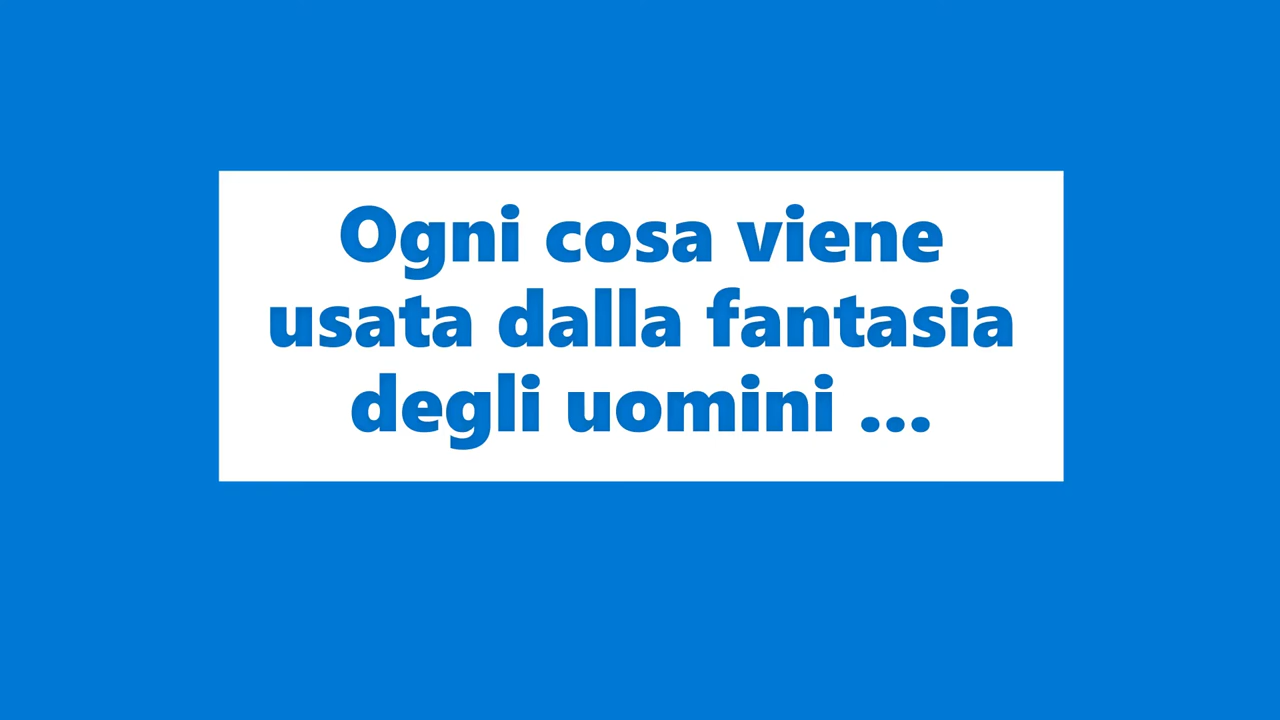 Ogni cosa viene
usata dalla fantasia
degli uomini ...